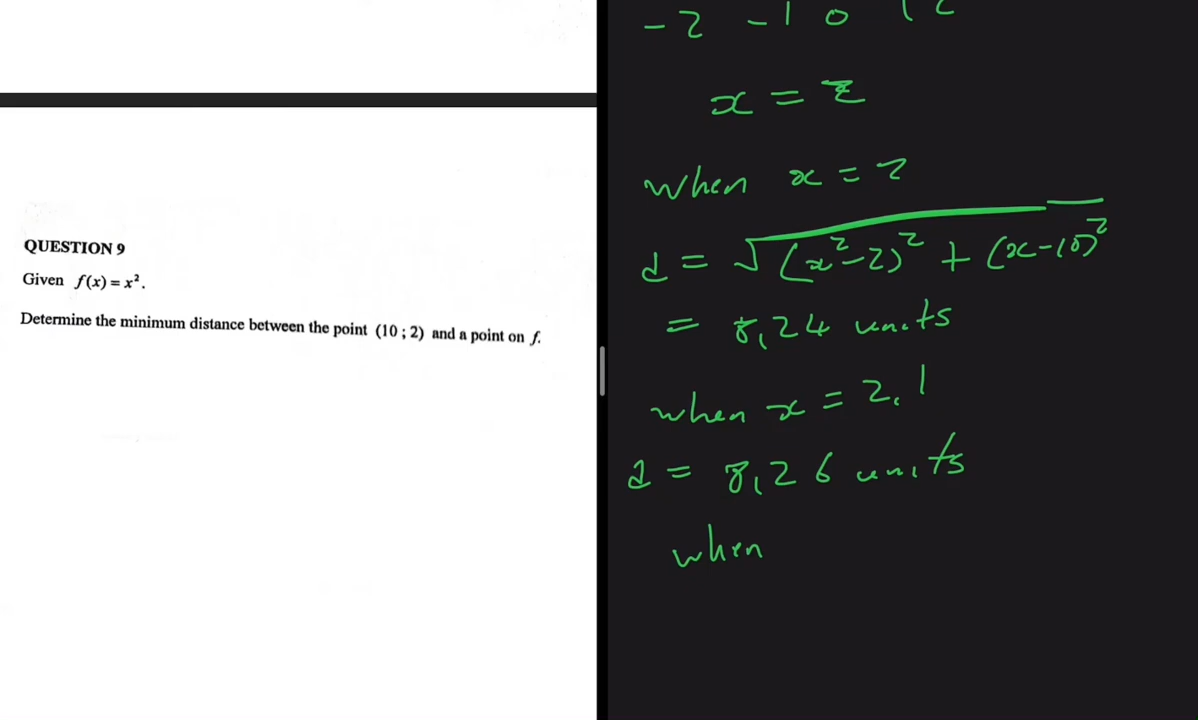 QUESTION 9
Given f(x) = x².
Determine the minimum distance between the point (10 ; 2) and a point on f.
-2 -1 0 1 2
x = 2
when x = 2
d = √(x²-2)² + (x-10)²
= 8,24 units
when x = 2,1
d = 8,26 units
when